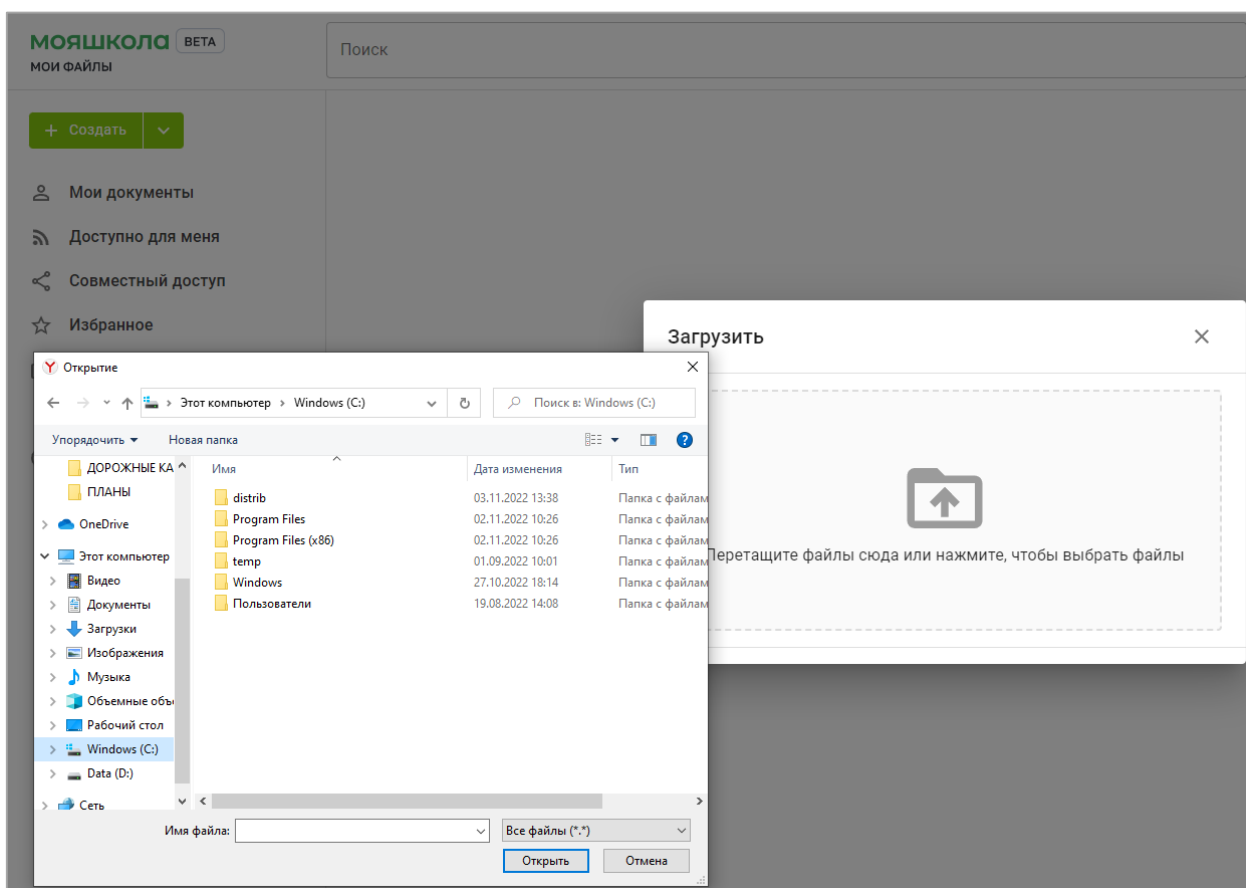 МОЯШКОЛА BETA
МОИ ФАЙЛЫ
Поиск
+ Создать
Мои документы
Доступно для меня
Совместный доступ
Избранное
Загрузить
Перетащите файлы сюда или нажмите, чтобы выбрать файлы
Открытие
Этот компьютер › Windows (C:)
Поиск в: Windows (C:)
Упорядочить
Новая папка
ДОРОЖНЫЕ КА
ПЛАНЫ
OneDrive
Этот компьютер
Видео
Документы
Загрузки
Изображения
Музыка
Объемные объ
Рабочий стол
Windows (C:)
Data (D:)
Сеть
Имя Дата изменения Тип
distrib 03.11.2022 13:38 Папка с файлам
Program Files 02.11.2022 10:26 Папка с файлам
Program Files (x86) 02.11.2022 10:26 Папка с файлам
temp 01.09.2022 10:01 Папка с файлам
Windows 27.10.2022 18:14 Папка с файлам
Пользователи 19.08.2022 14:08 Папка с файлам
Имя файла:
Все файлы (*.*)
Открыть Отмена